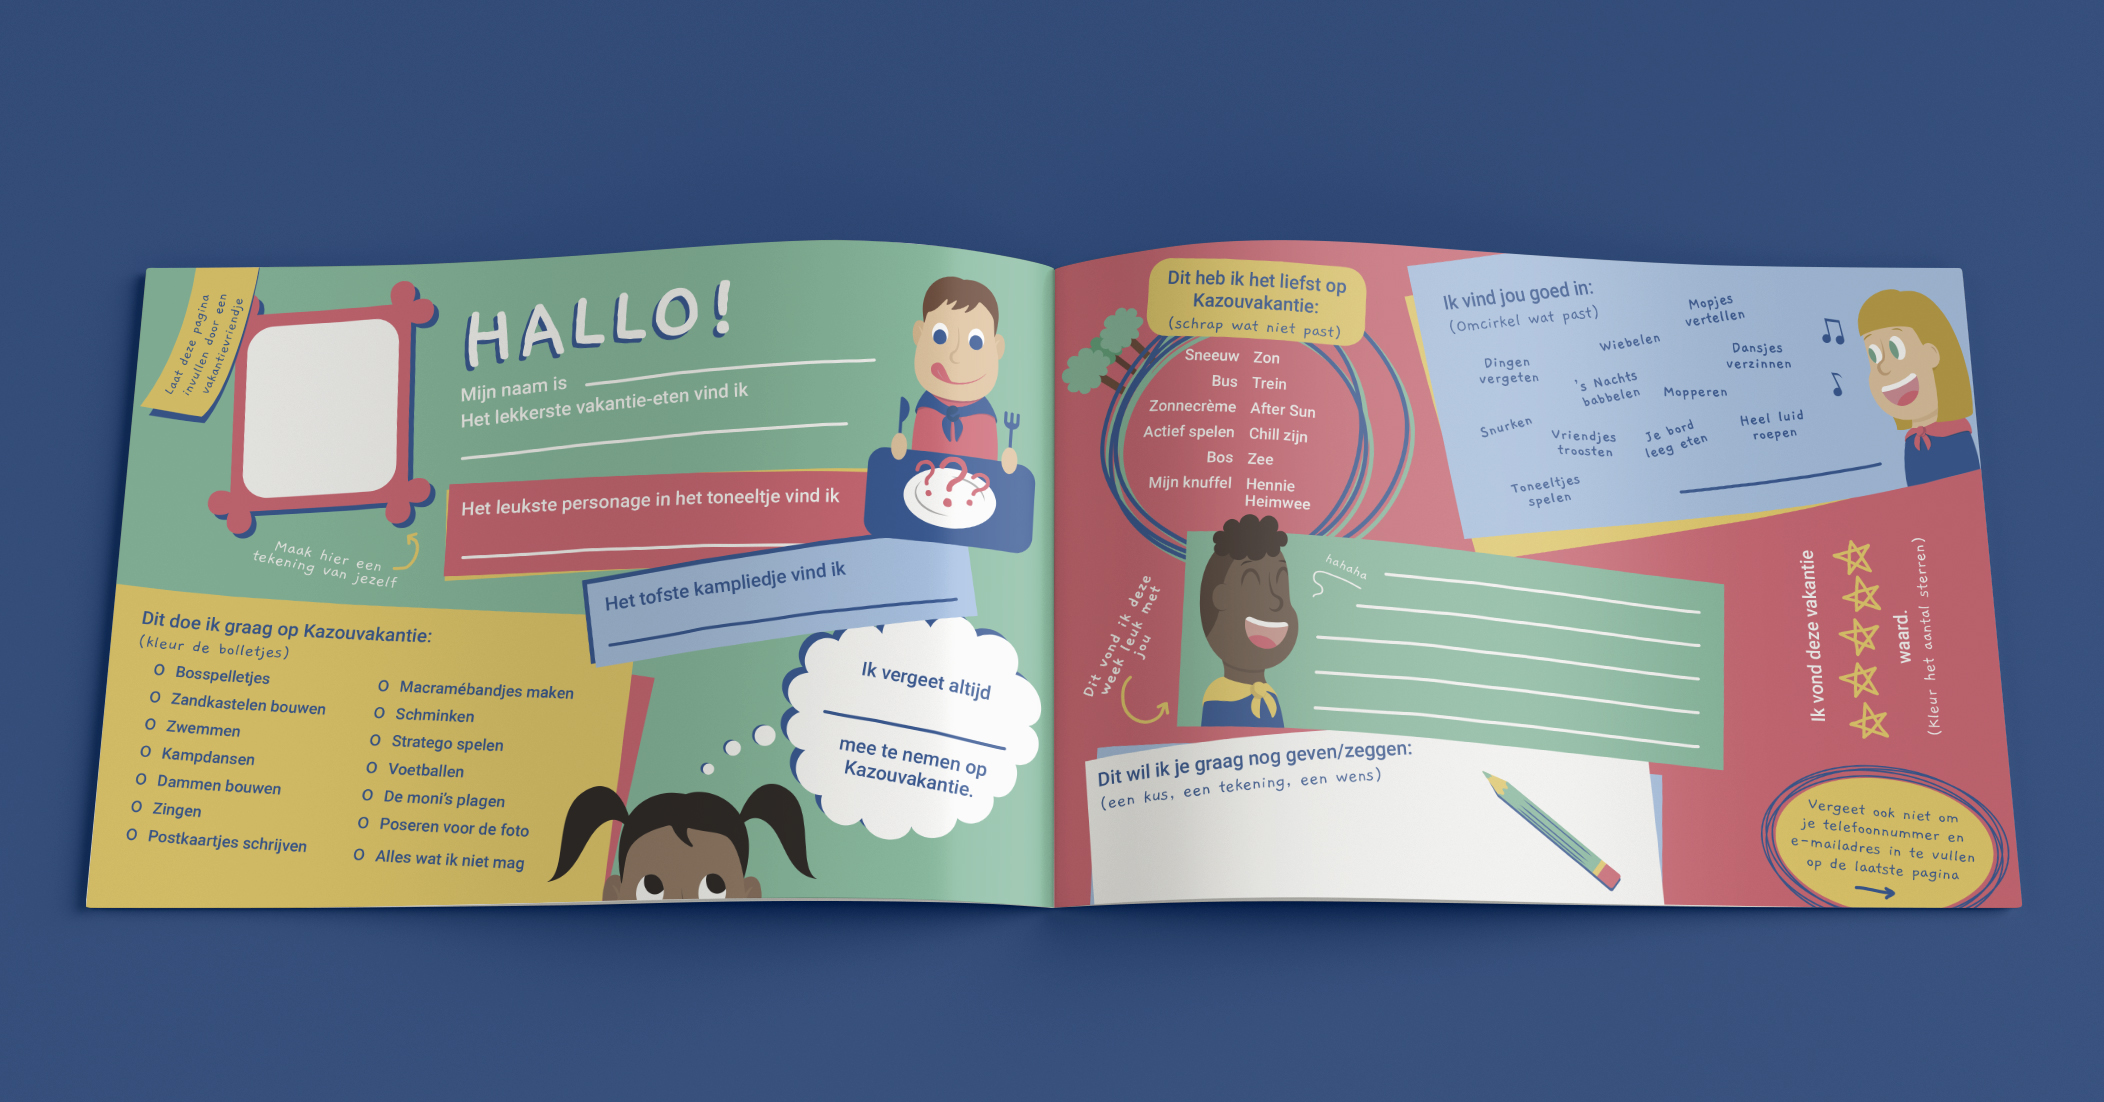 Laat deze pagina
invullen door een
vakantievriendje
HALLO!
Mijn naam is
Het lekkerste vakantie-eten vind ik
Het leukste personage in het toneeltje vind ik
Maak hier een
tekening van jezelf
Het tofste kampliedje vind ik
Dit doe ik graag op Kazouvakantie:
(kleur de bolletjes)
O Bosspelletjes
O Zandkastelen bouwen
O Zwemmen
O Kampdansen
O Dammen bouwen
O Zingen
O Postkaartjes schrijven
O Macramébandjes maken
O Schminken
O Stratego spelen
O Voetballen
O De moni's plagen
O Poseren voor de foto
O Alles wat ik niet mag
Ik vergeet altijd
mee te nemen op
Kazouvakantie.
Dit heb ik het liefst op
Kazouvakantie:
(schrap wat niet past)
Sneeuw Zon
Bus Trein
Zonnecrème After Sun
Actief spelen Chill zijn
Bos Zee
Mijn knuffel Hennie
Heimwee
Ik vind jou goed in:
(Omcirkel wat past)
Mopjes
vertellen
Wiebelen
Dansjes
verzinnen
Dingen
vergeten
's Nachts
babbelen
Mopperen
Snurken
Vriendjes
troosten
Je bord
leeg eten
Heel luid
roepen
Toneeltjes
spelen
hahaha
Dit vond ik deze
week leuk met
jou
Ik vond deze vakantie
waard.
(Kleur het aantal sterren)
Dit wil ik je graag nog geven/zeggen:
(een kus, een tekening, een wens)
Vergeet ook niet om
je telefoonnummer en
e-mailadres in te vullen
op de laatste pagina